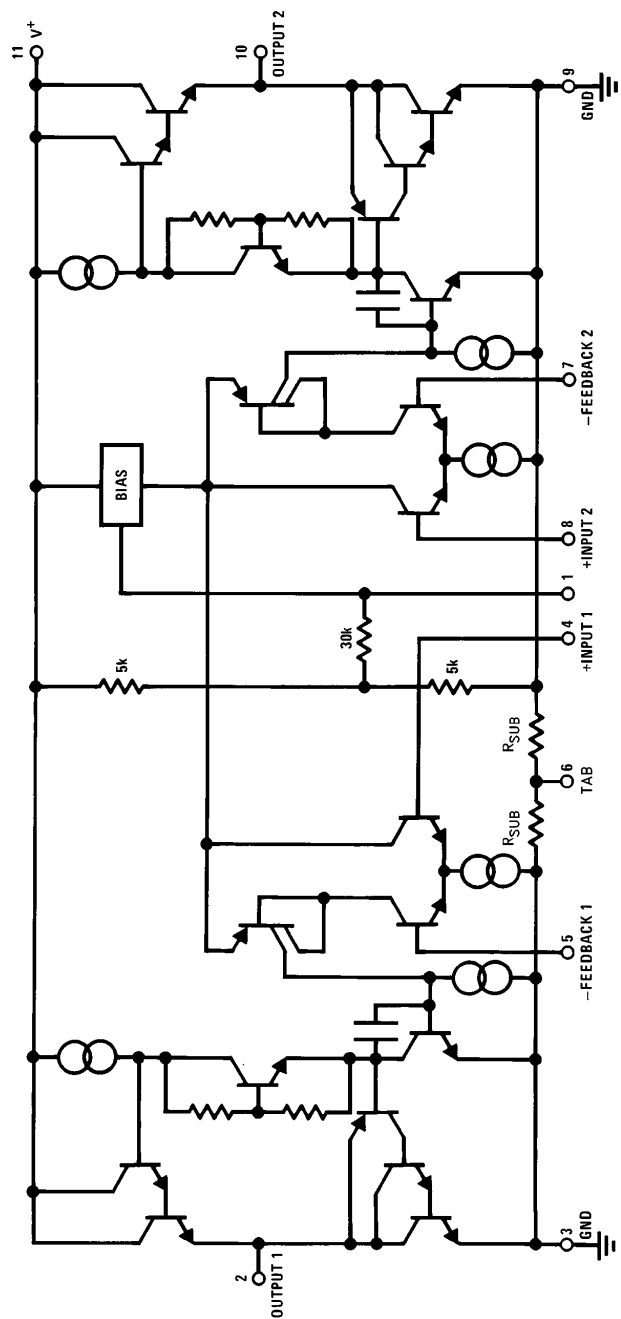 11 V+
5k
30k
5k
BIAS
2
OUTPUT 1
10
OUTPUT 2
RSUB
RSUB
3
GND
5
−FEEDBACK 1
6
TAB
4
+INPUT 1
1
8
+INPUT 2
7
−FEEDBACK 2
9
GND